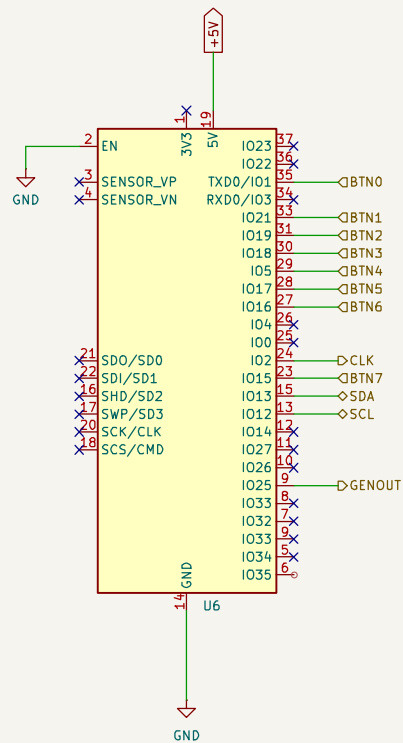 +5V
1
3V3
19
5V
2
EN
GND
3
SENSOR_VP
4
SENSOR_VN
21
SDO/SD0
22
SDI/SD1
16
SHD/SD2
17
SWP/SD3
20
SCK/CLK
18
SCS/CMD
IO23
37
IO22
36
TXD0/IO1
35
BTN0
RXD0/IO3
34
IO21
33
BTN1
IO19
31
BTN2
IO18
30
BTN3
IO5
29
BTN4
IO17
28
BTN5
IO16
27
BTN6
IO4
26
IO0
25
IO2
24
CLK
IO15
23
BTN7
IO13
15
SDA
IO12
13
SCL
IO14
12
IO27
11
IO26
10
IO25
9
GENOUT
IO33
8
IO32
7
IO33
9
IO34
5
IO35
6
GND
14
U6
GND